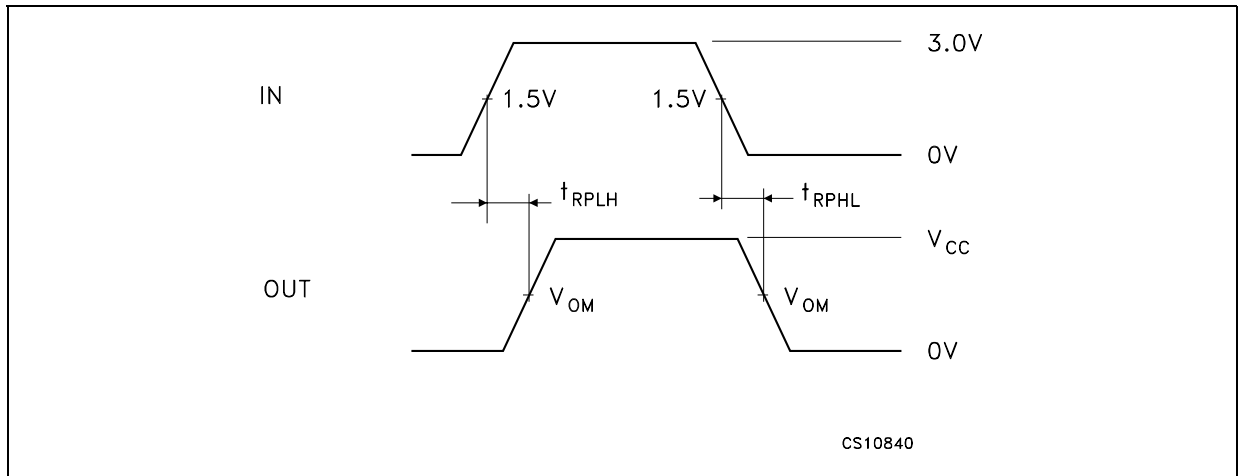 3.0V
IN
1.5V
1.5V
0V
tRPLH
tRPHL
VCC
OUT
VOM
VOM
0V
CS10840